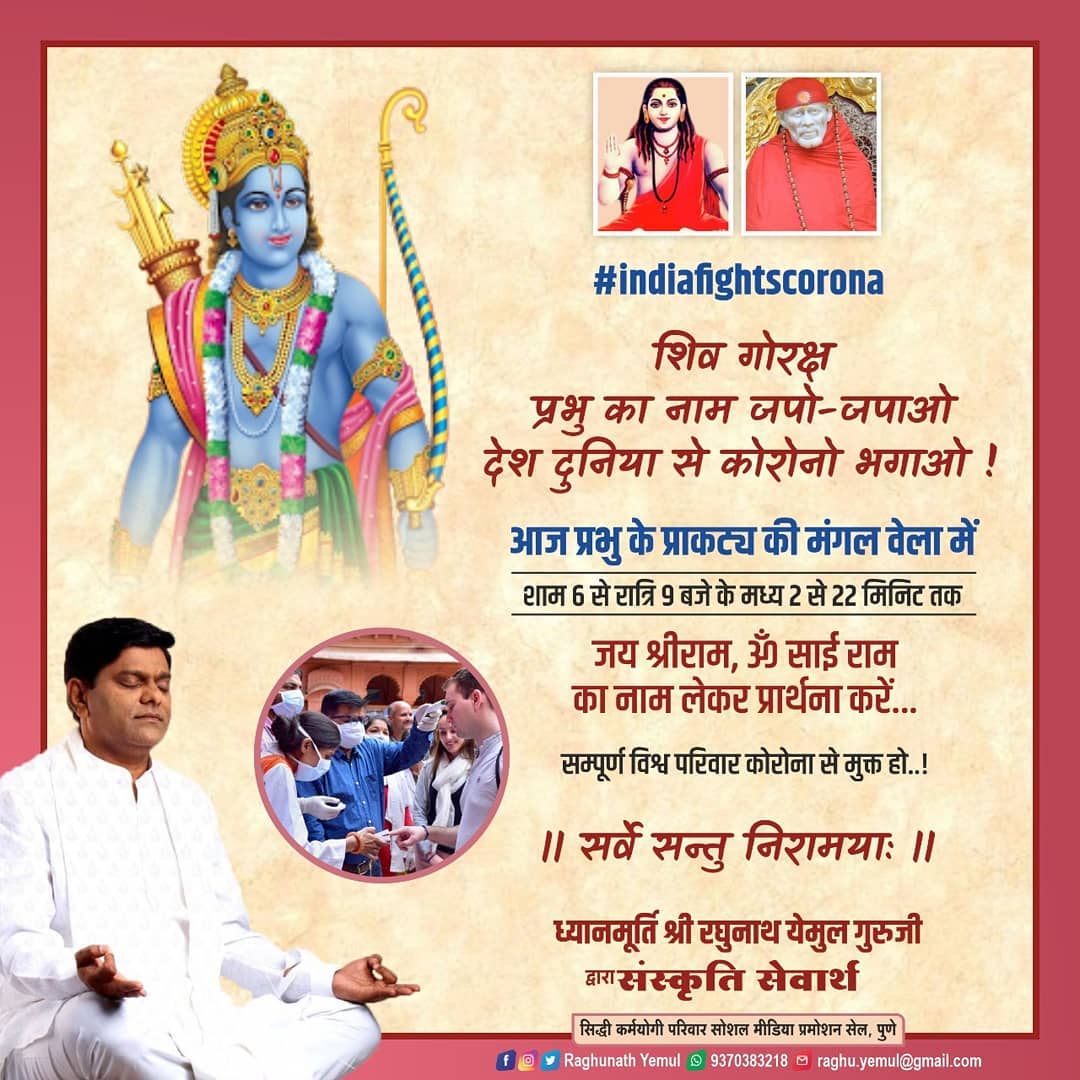 #indiafightscorona
शिव गोरक्ष
प्रभु का नाम जपो-जपाओ
देश दुनिया से कोरोनो भगाओ !
आज प्रभु के प्राकट्य की मंगल वेला में
शाम 6 से रात्रि 9 बजे के मध्य 2 से 22 मिनिट तक
जय श्रीराम, ॐ साई राम
का नाम लेकर प्रार्थना करें...
सम्पूर्ण विश्व परिवार कोरोना से मुक्त हो..!
॥ सर्वे सन्तु निरामयाः ॥
ध्यानमूर्ति श्री रघुनाथ येमुल गुरुजी
द्वारा संस्कृति सेवार्थ
सिद्धी कर्मयोगी परिवार सोशल मीडिया प्रमोशन सेल, पुणे
Raghunath Yemul 9370383218 raghu.yemul@gmail.com